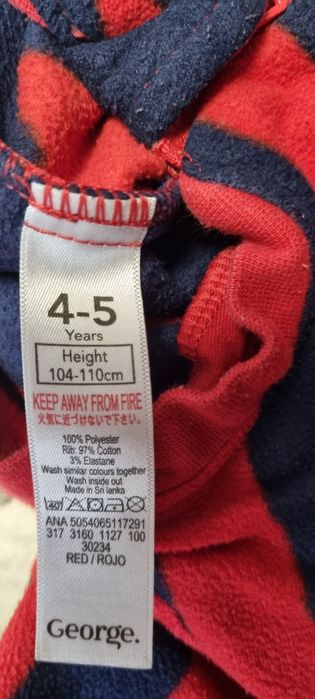 4-5
Years
Height
104-110cm
KEEP AWAY FROM FIRE
火気に近づけないで下さい。
100% Polyester
Rib: 97% Cotton
3% Elastane
Wash similar colours together
Wash inside out
Made in Sri lanka
ANA 5054065117291
317 3160 1127 100
30234
RED / ROJO
George.